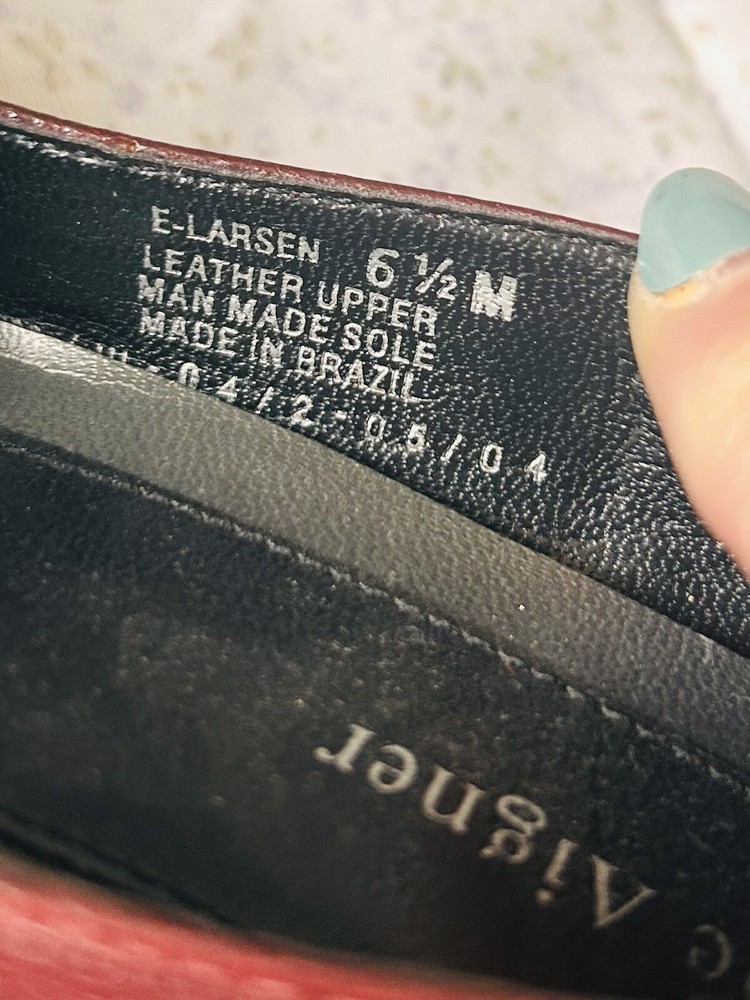 E-LARSEN 6 ½ M
LEATHER UPPER
MAN MADE SOLE
MADE IN BRAZIL
04/2-05/04
Aigner